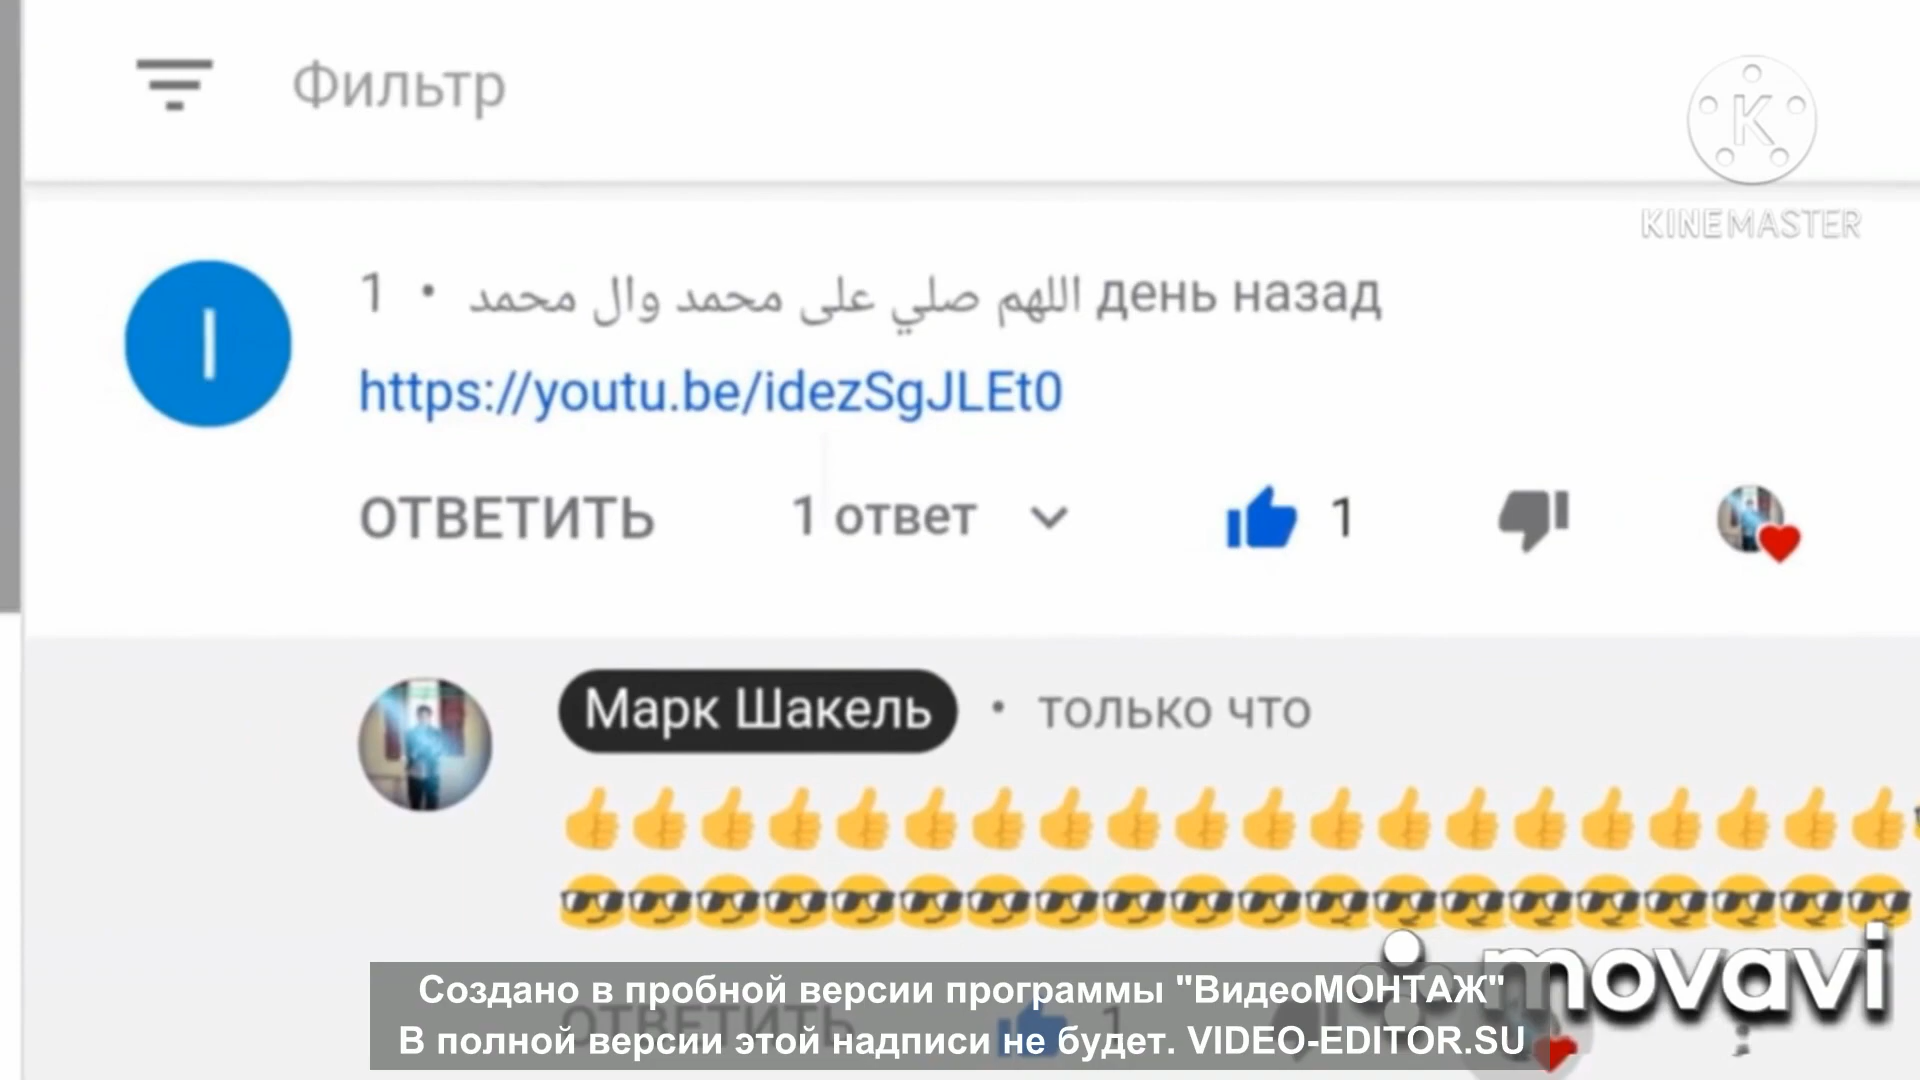 Фильтр
K
KINEMASTER
I
1 • اللهم صلي على محمد وال محمد день назад
https://youtu.be/idezSgJLEt0
ОТВЕТИТЬ 1 ответ 1
Марк Шакель • только что
👍👍👍👍👍👍👍👍👍👍👍👍👍👍👍👍👍👍👍👍
😎😎😎😎😎😎😎😎😎😎😎😎😎😎😎😎😎😎😎😎
movavi
ОТВЕТИТЬ 1
Создано в пробной версии программы "ВидеоМОНТАЖ"
В полной версии этой надписи не будет. VIDEO-EDITOR.SU